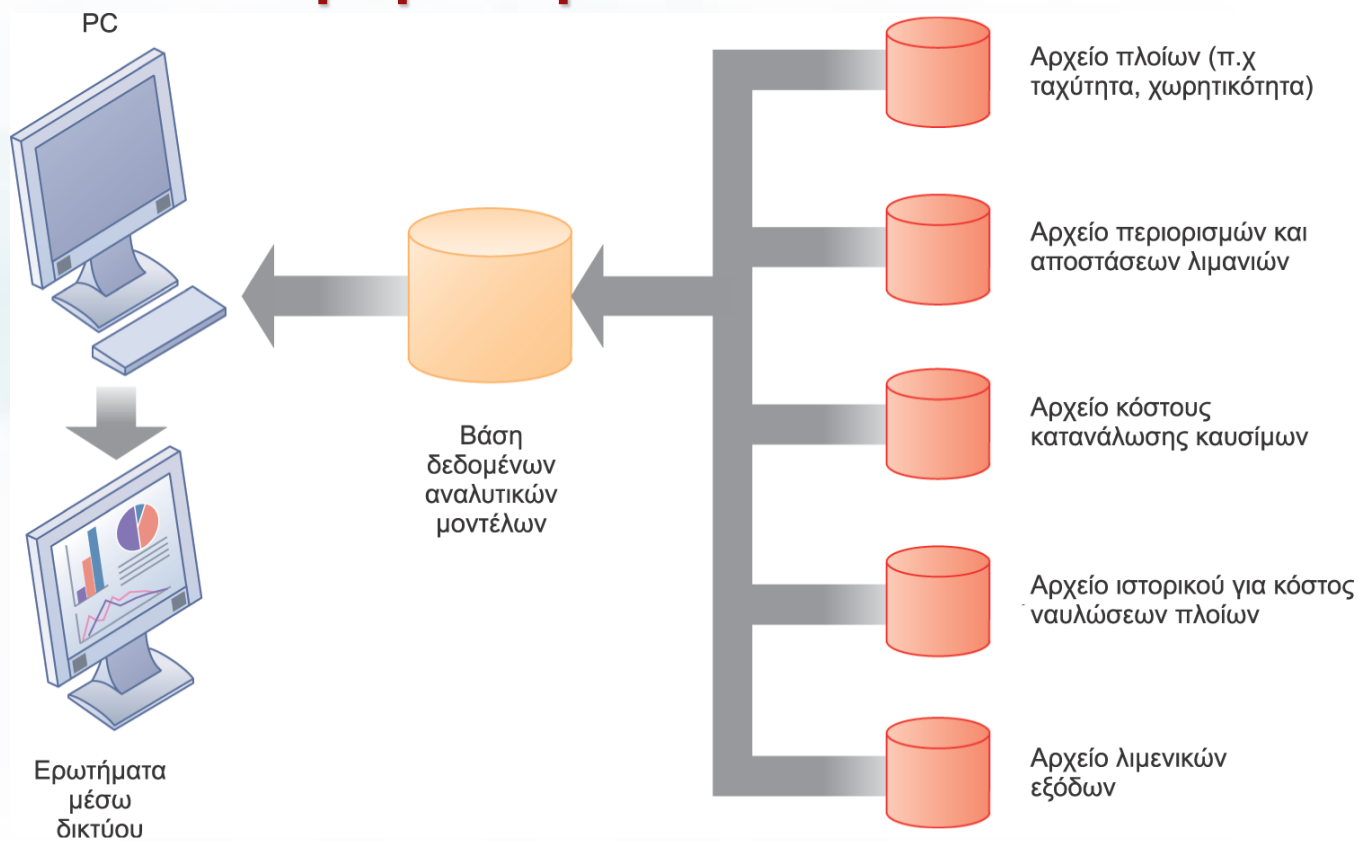 PC
Αρχείο πλοίων (π.χ
ταχύτητα, χωρητικότητα)
Αρχείο περιορισμών και
αποστάσεων λιμανιών
Αρχείο κόστους
κατανάλωσης καυσίμων
Βάση
δεδομένων
αναλυτικών
μοντέλων
Αρχείο ιστορικού για κόστος
ναυλώσεων πλοίων
Αρχείο λιμενικών
εξόδων
Ερωτήματα
μέσω
δικτύου